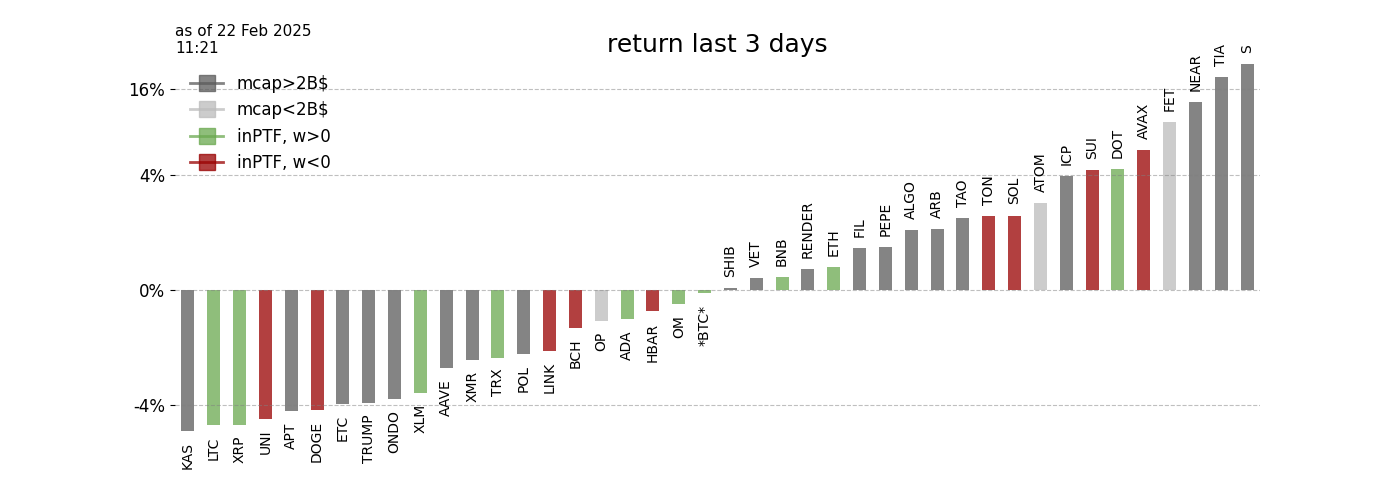 as of 22 Feb 2025
11:21
return last 3 days
mcap>2B$
mcap<2B$
inPTF, w>0
inPTF, w<0
16%
4%
0%
-4%
KAS
LTC
XRP
UNI
APT
DOGE
ETC
TRUMP
ONDO
XLM
AAVE
XMR
TRX
POL
LINK
BCH
OP
ADA
HBAR
OM
*BTC*
SHIB
VET
BNB
RENDER
ETH
FIL
PEPE
ALGO
ARB
TAO
TON
SOL
ATOM
ICP
SUI
DOT
AVAX
FET
NEAR
TIA
S